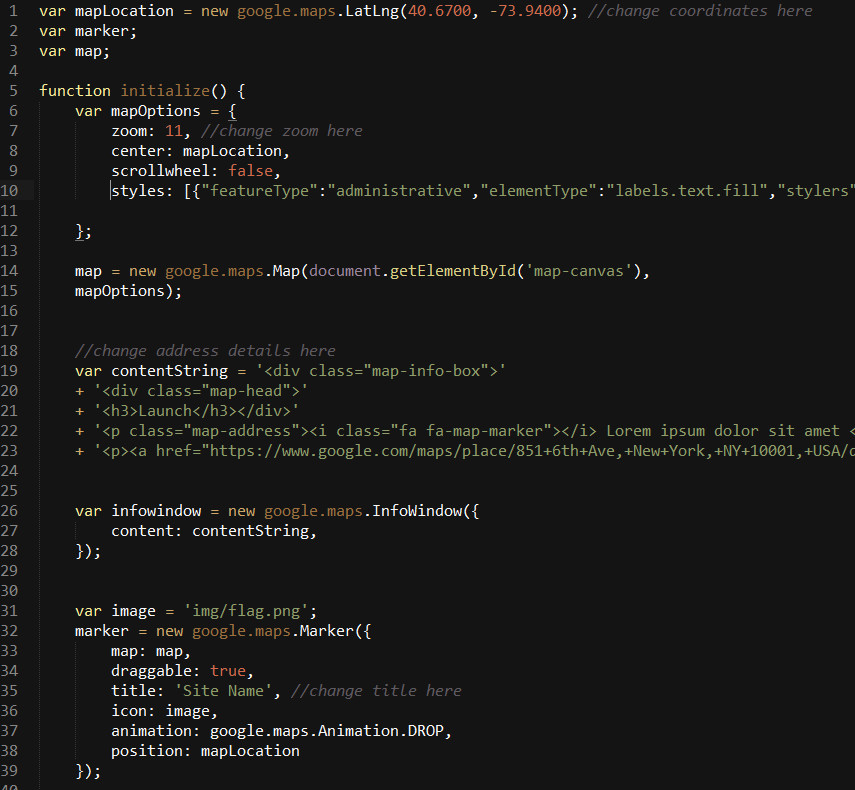 1 var mapLocation = new google.maps.LatLng(40.6700, -73.9400); //change coordinates here
2 var marker;
3 var map;
4
5 function initialize() {
6 var mapOptions = {
7 zoom: 11, //change zoom here
8 center: mapLocation,
9 scrollwheel: false,
10 styles: [{"featureType":"administrative","elementType":"labels.text.fill","stylers"
11
12 };
13
14 map = new google.maps.Map(document.getElementById('map-canvas'),
15 mapOptions);
16
17
18 //change address details here
19 var contentString = '<div class="map-info-box">'
20 + '<div class="map-head">'
21 + '<h3>Launch</h3></div>'
22 + '<p class="map-address"><i class="fa fa-map-marker"></i> Lorem ipsum dolor sit amet <
23 + '<p><a href="https://www.google.com/maps/place/851+6th+Ave,+New+York,+NY+10001,+USA/
24
25
26 var infowindow = new google.maps.InfoWindow({
27 content: contentString,
28 });
29
30
31 var image = 'img/flag.png';
32 marker = new google.maps.Marker({
33 map: map,
34 draggable: true,
35 title: 'Site Name', //change title here
36 icon: image,
37 animation: google.maps.Animation.DROP,
38 position: mapLocation
39 });